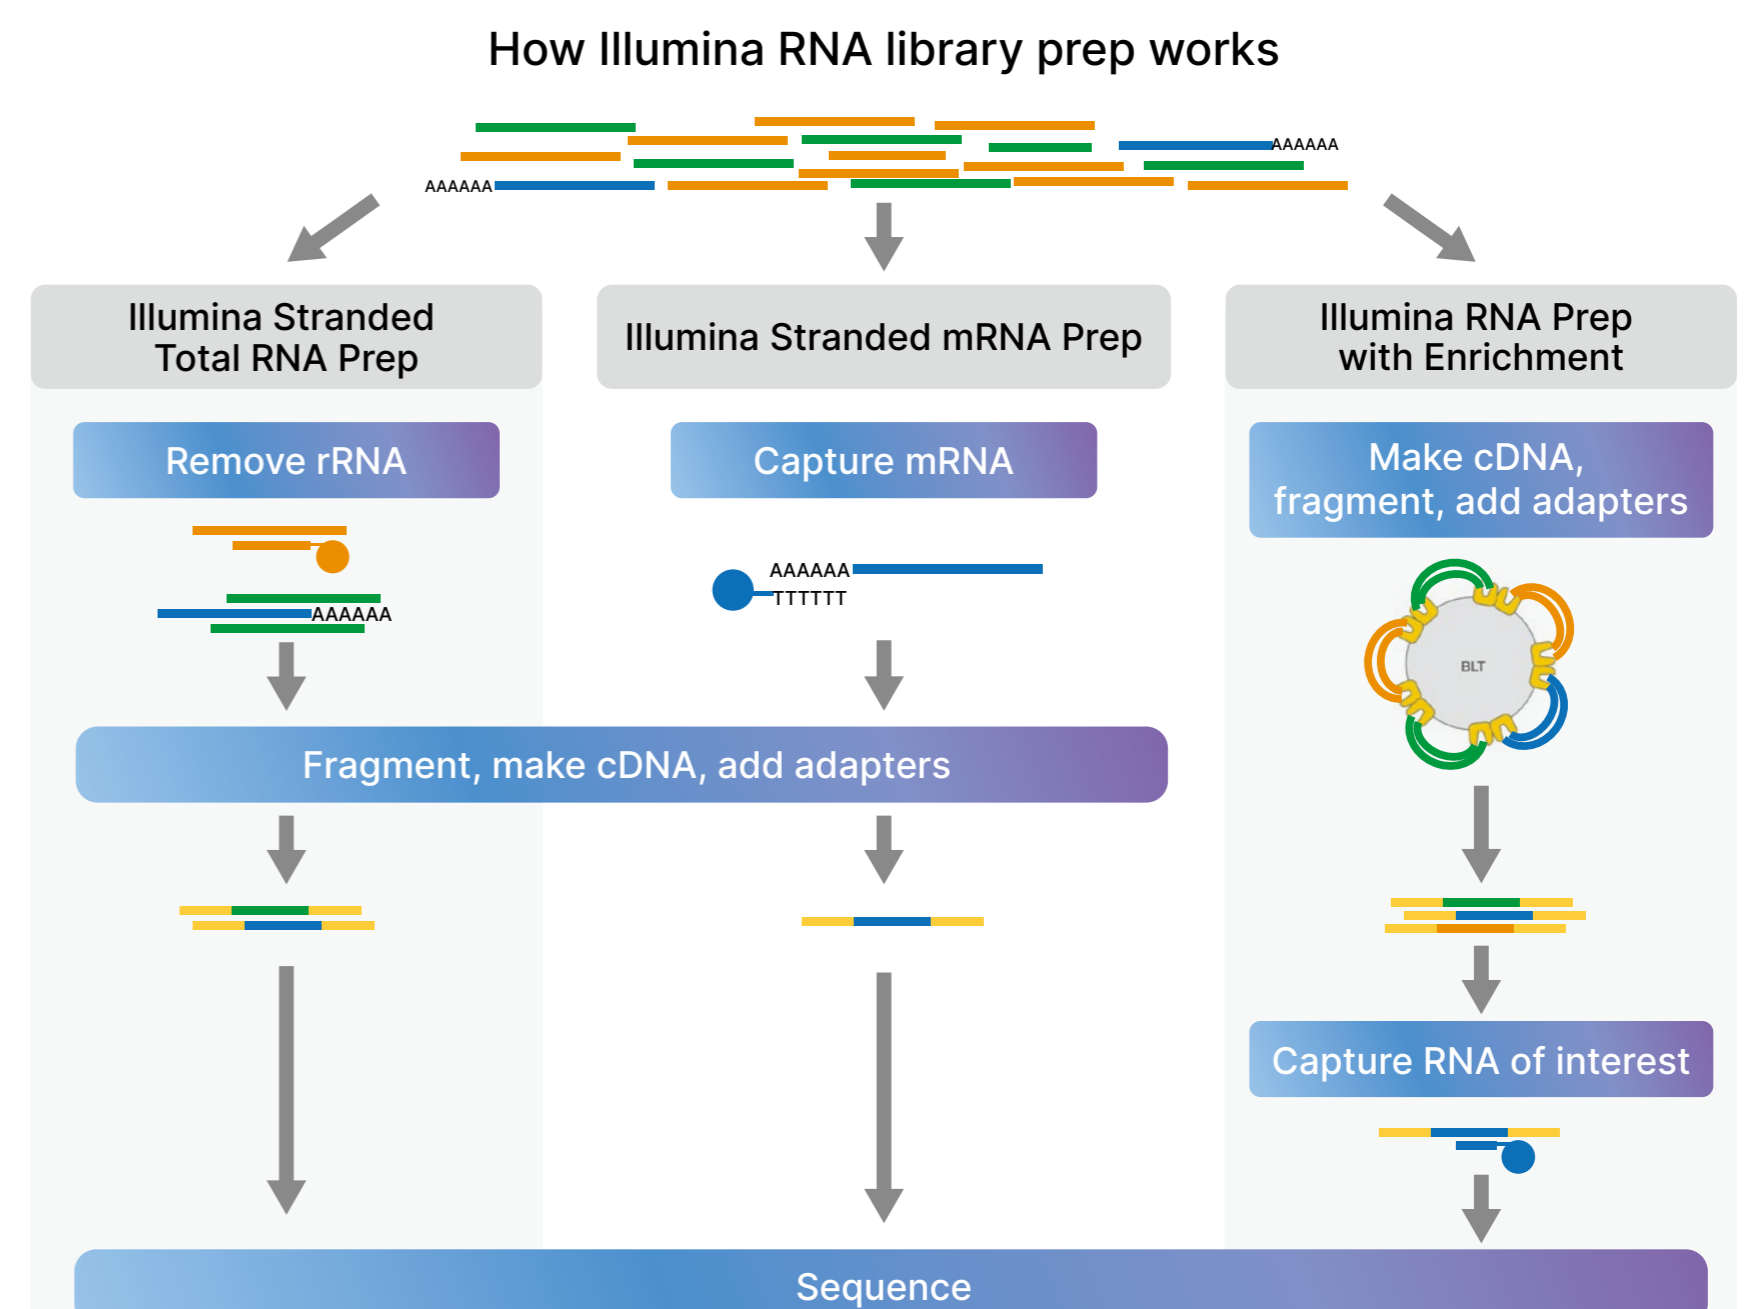 How Illumina RNA library prep works
AAAAAA
AAAAAA
Illumina Stranded
Total RNA Prep
Illumina Stranded mRNA Prep
Illumina RNA Prep
with Enrichment
Remove rRNA
Capture mRNA
Make cDNA,
fragment, add adapters
AAAAAA
TTTTTT
AAAAAA
BLT
Fragment, make cDNA, add adapters
Capture RNA of interest
Sequence